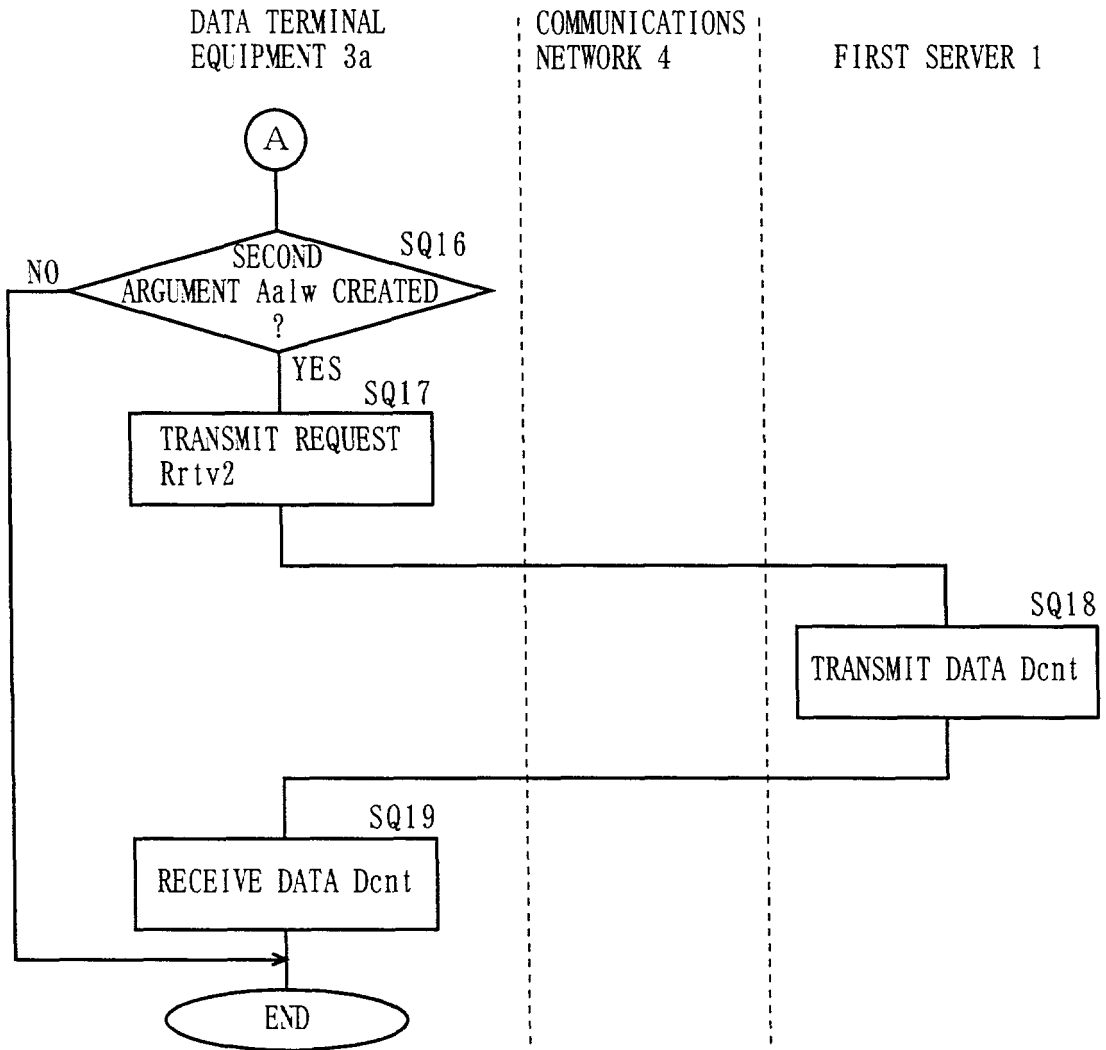 DATA TERMINAL
EQUIPMENT 3a
COMMUNICATIONS
NETWORK 4
FIRST SERVER 1
A
SQ16
NO
SECOND
ARGUMENT Aalw CREATED
?
YES
SQ17
TRANSMIT REQUEST
Rrtv2
SQ18
TRANSMIT DATA Dcnt
SQ19
RECEIVE DATA Dcnt
END